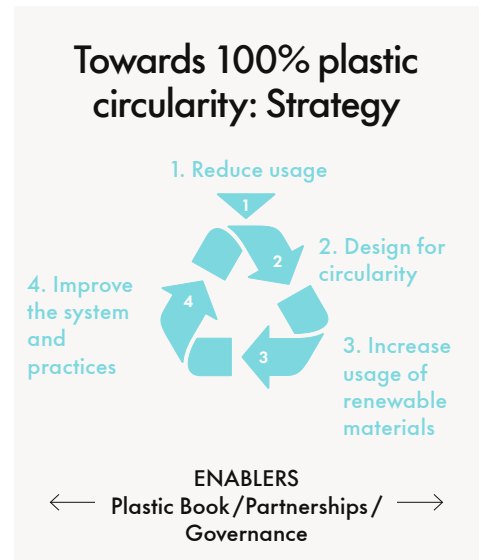 Towards 100% plastic
circularity: Strategy
1. Reduce usage
1
2
2. Design for
circularity
3
3. Increase
usage of
renewable
materials
4
4. Improve
the system
and
practices
ENABLERS
Plastic Book/Partnerships/
Governance